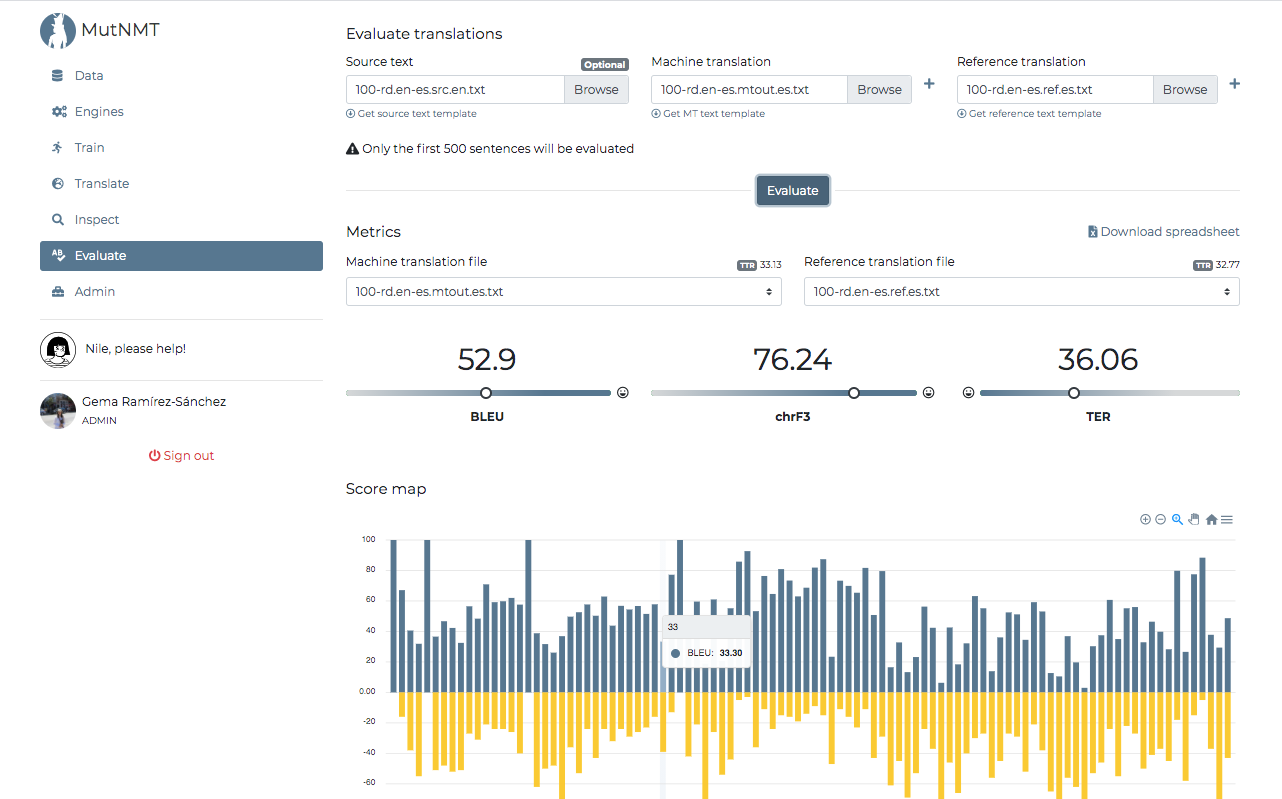 MutNMT
Data
Engines
Train
Translate
Inspect
Evaluate
Admin
Nile, please help!
Gema Ramírez-Sánchez
ADMIN
Sign out
Evaluate translations
Source text Optional
100-rd.en-es.src.en.txt Browse
Get source text template
Machine translation
100-rd.en-es.mtout.es.txt Browse
Get MT text template
Reference translation
100-rd.en-es.ref.es.txt Browse
Get reference text template
Only the first 500 sentences will be evaluated
Evaluate
Metrics
Download spreadsheet
Machine translation file TTR 33.13
100-rd.en-es.mtout.es.txt
Reference translation file TTR 32.77
100-rd.en-es.ref.es.txt
52.9
BLEU
76.24
chrF3
36.06
TER
Score map
100
80
60
40
20
0.00
-20
-40
-60
33
BLEU: 33.30